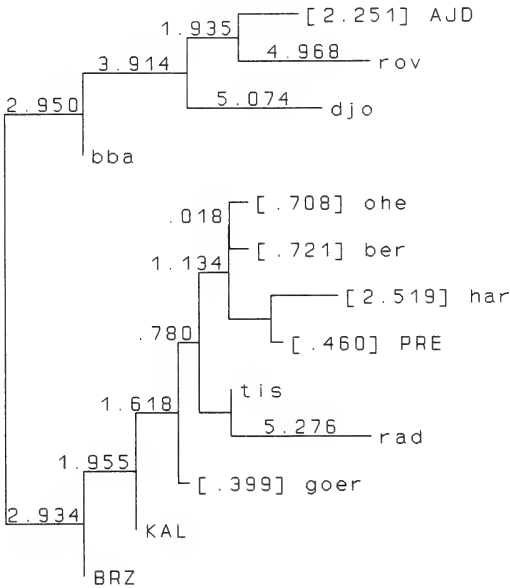 [2.251] AJD
1.935
4.968
rov
3.914
5.074
djo
2.950
bba
[.708] ohe
.018
[.721] ber
1.134
[2.519] har
.780
[.460] PRE
tis
1.618
5.276
rad
1.955
[.399] goer
2.934
KAL
BRZ